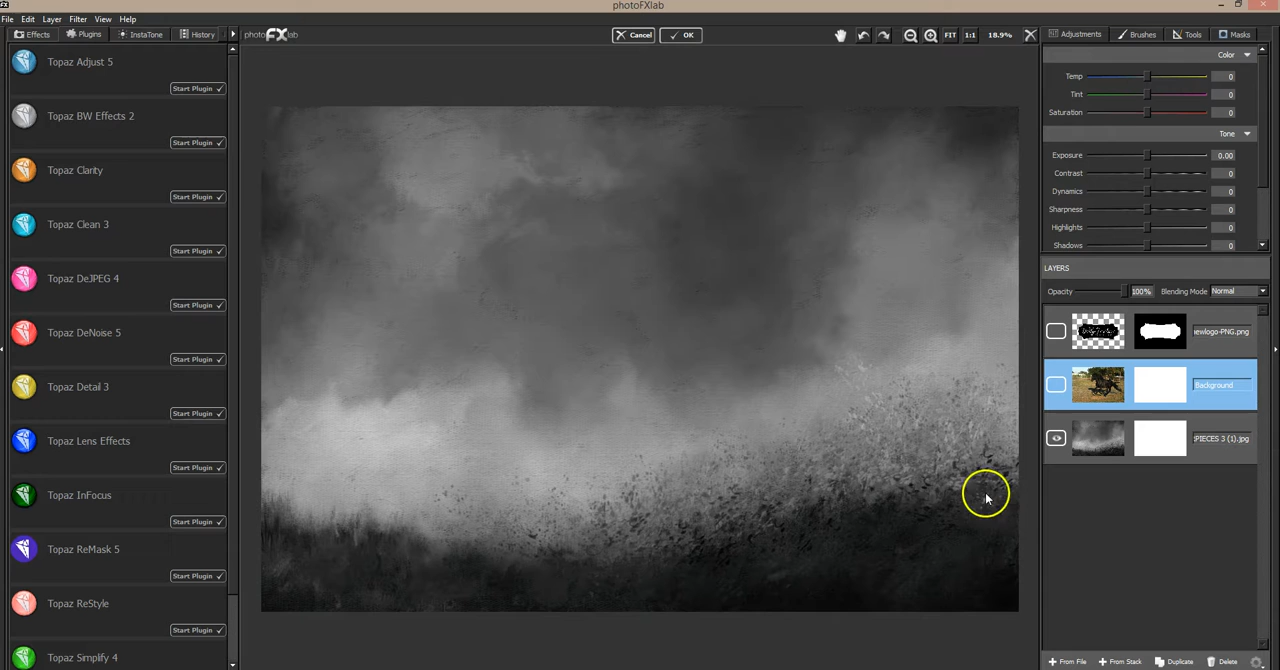 photoFXlab
File Edit Layer Filter View Help
Effects Plugins InstaTone History
photo FX lab
Cancel OK
FIT 1:1 18.9%
Adjustments Brushes Tools Masks
Topaz Adjust 5
Start Plugin
Topaz BW Effects 2
Start Plugin
Topaz Clarity
Start Plugin
Topaz Clean 3
Start Plugin
Topaz DeJPEG 4
Start Plugin
Topaz DeNoise 5
Start Plugin
Topaz Detail 3
Start Plugin
Topaz Lens Effects
Start Plugin
Topaz InFocus
Start Plugin
Topaz ReMask 5
Start Plugin
Topaz ReStyle
Start Plugin
Topaz Simplify 4
Color
Temp 0
Tint 0
Saturation 0
Tone
Exposure 0.00
Contrast 0
Dynamics 0
Sharpness 0
Highlights 0
Shadows 0
LAYERS
Opacity 100% Blending Mode Normal
newlogo-PNG.png
Background
PIECES 3 (1).jpg
From File From Stack Duplicate Delete